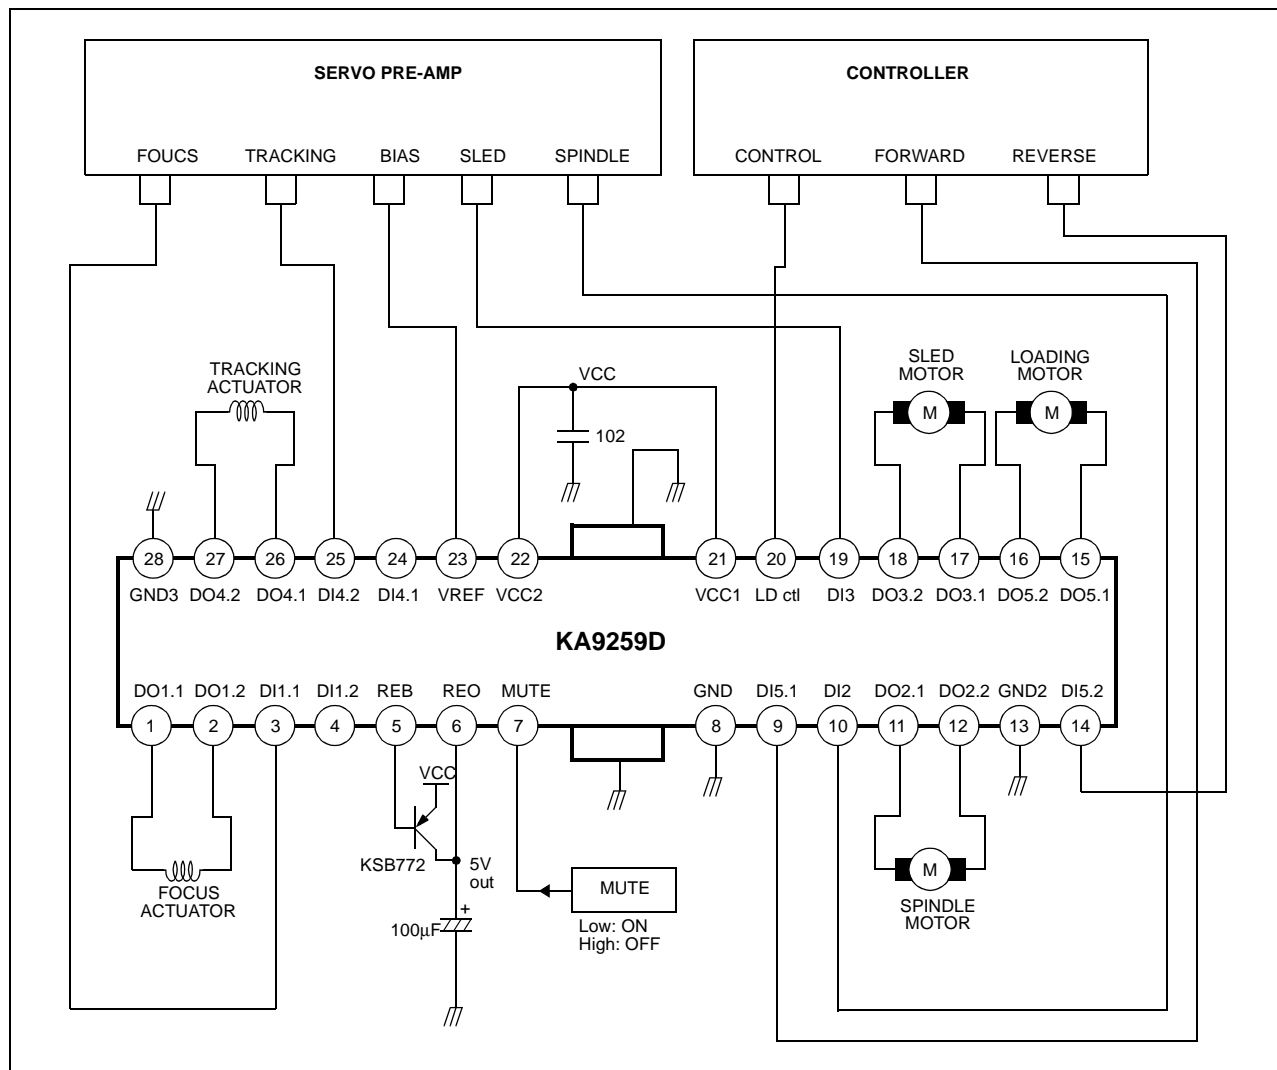 SERVO PRE-AMP
CONTROLLER
FOUCS TRACKING BIAS SLED SPINDLE
CONTROL FORWARD REVERSE
TRACKING
ACTUATOR
VCC
102
SLED
MOTOR
LOADING
MOTOR
M
M
28 27 26 25 24 23 22 21 20 19 18 17 16 15
GND3 DO4.2 DO4.1 DI4.2 DI4.1 VREF VCC2 VCC1 LD ctl DI3 DO3.2 DO3.1 DO5.2 DO5.1
KA9259D
DO1.1 DO1.2 DI1.1 DI1.2 REB REO MUTE GND DI5.1 DI2 DO2.1 DO2.2 GND2 DI5.2
1 2 3 4 5 6 7 8 9 10 11 12 13 14
VCC
KSB772
5V
out
+
100µF
FOCUS
ACTUATOR
MUTE
Low: ON
High: OFF
M
SPINDLE
MOTOR